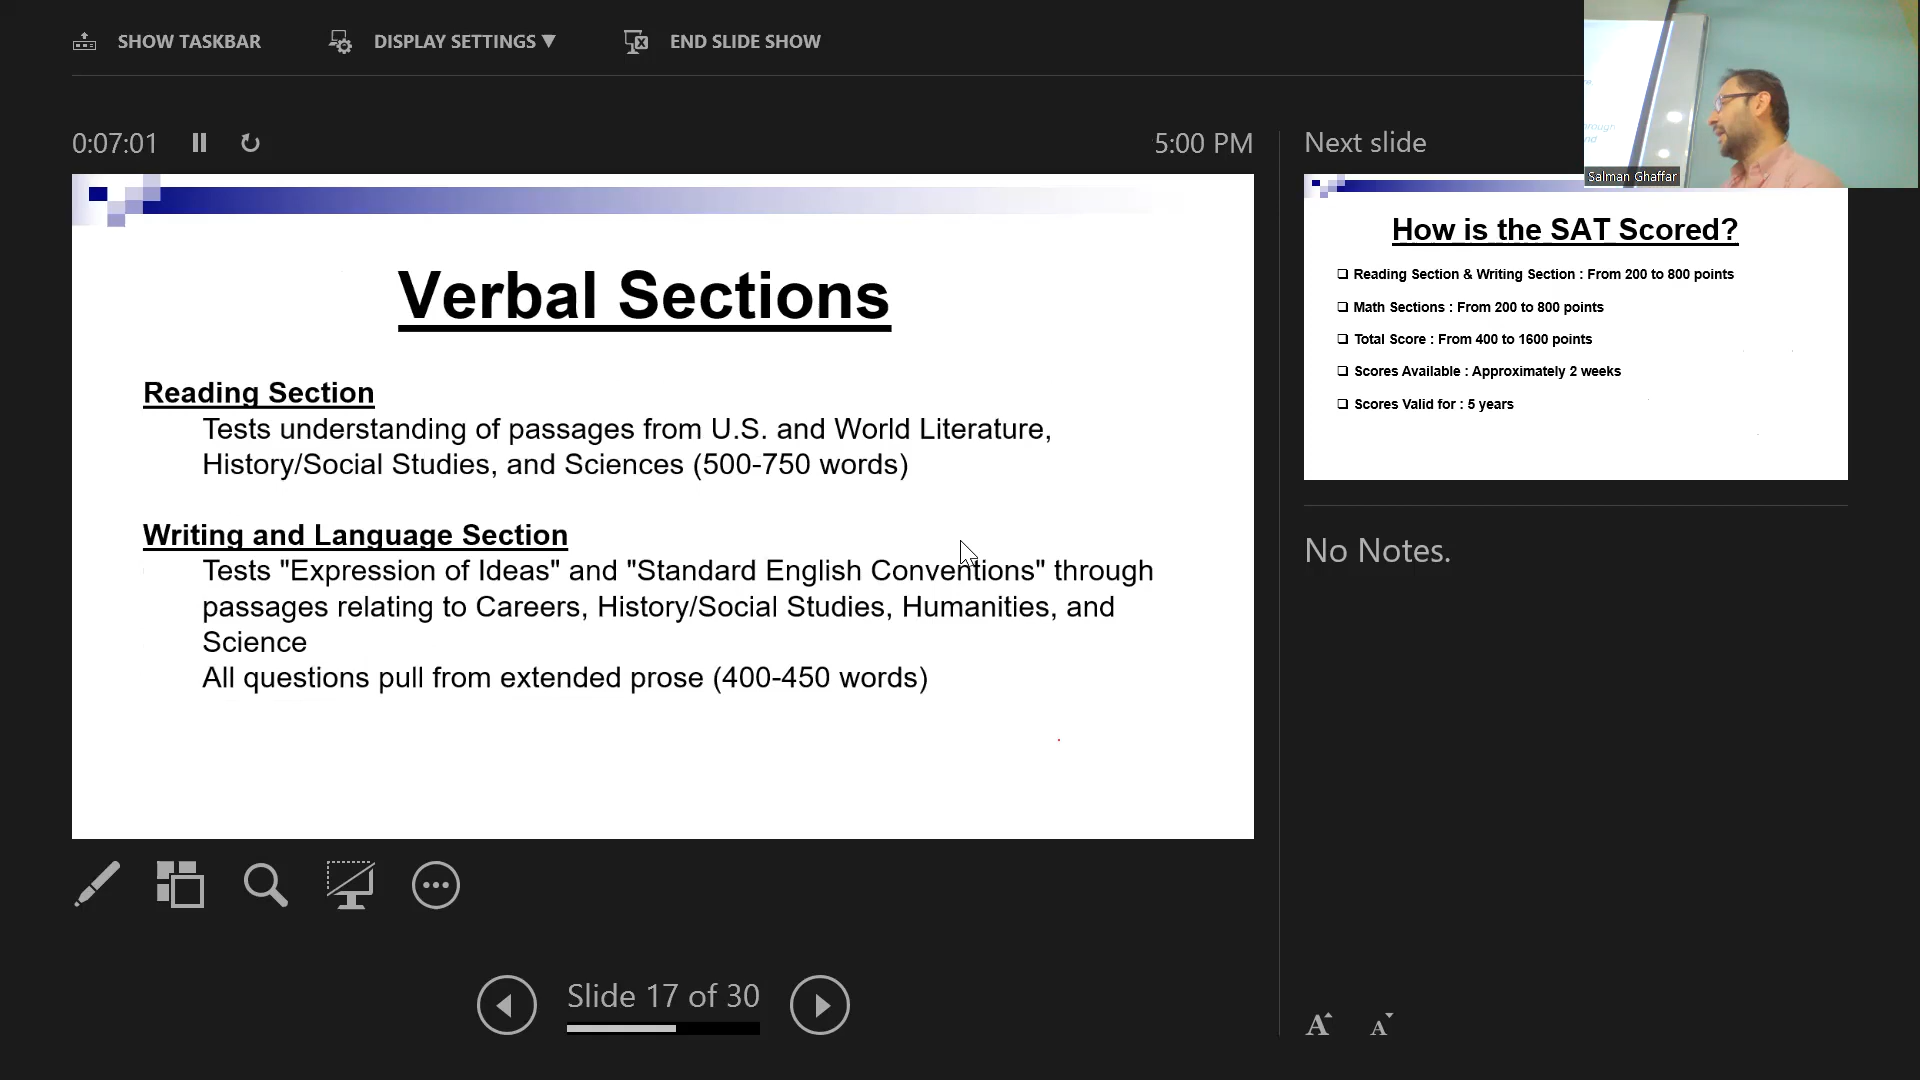 SHOW TASKBAR
DISPLAY SETTINGS ▼
END SLIDE SHOW
0:07:01
5:00 PM
Verbal Sections
Reading Section
Tests understanding of passages from U.S. and World Literature,
History/Social Studies, and Sciences (500-750 words)
Writing and Language Section
Tests "Expression of Ideas" and "Standard English Conventions" through
passages relating to Careers, History/Social Studies, Humanities, and
Science
All questions pull from extended prose (400-450 words)
Slide 17 of 30
Next slide
Salman Ghaffar
How is the SAT Scored?
❑ Reading Section & Writing Section : From 200 to 800 points
❑ Math Sections : From 200 to 800 points
❑ Total Score : From 400 to 1600 points
❑ Scores Available : Approximately 2 weeks
❑ Scores Valid for : 5 years
No Notes.
A A